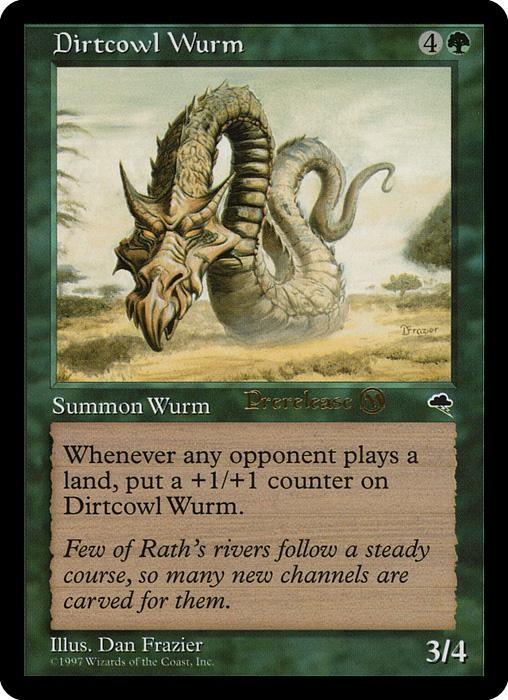 Dirtcowl Wurm 4
DFrazier
Summon Wurm Prerelease M
Whenever any opponent plays a
land, put a +1/+1 counter on
Dirtcowl Wurm.
Few of Rath's rivers follow a steady
course, so many new channels are
carved for them.
Illus. Dan Frazier
©1997 Wizards of the Coast, Inc.
3/4